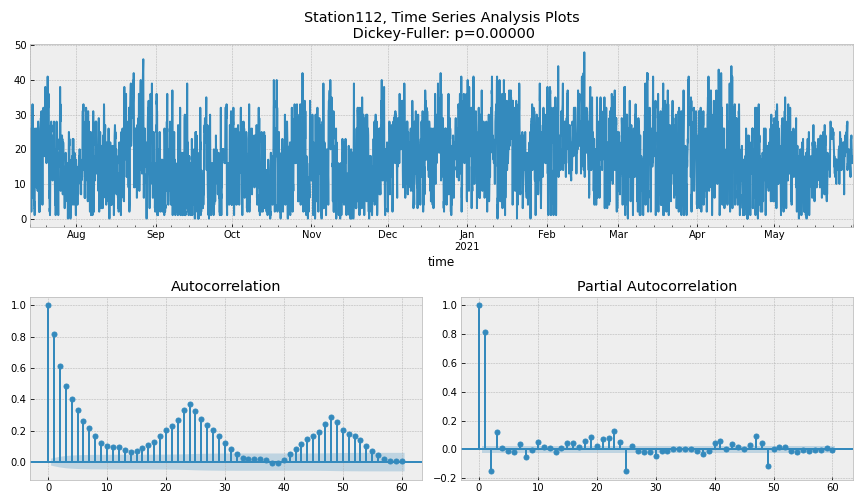 Station112, Time Series Analysis Plots
Dickey-Fuller: p=0.00000
50
40
30
20
10
0
Aug Sep Oct Nov Dec Jan Feb Mar Apr May
2021
time
Autocorrelation
1.0
0.8
0.6
0.4
0.2
0.0
0 10 20 30 40 50 60
Partial Autocorrelation
1.0
0.8
0.6
0.4
0.2
0.0
−0.2
0 10 20 30 40 50 60